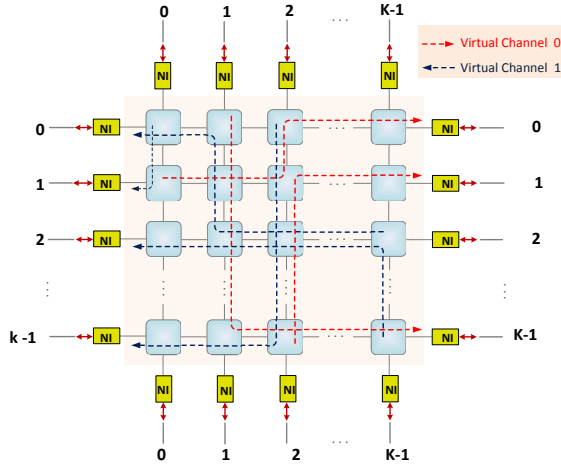 0 1 2 ... K-1
Virtual Channel 0
Virtual Channel 1
NI NI NI NI
0 NI ... NI 0
1 NI ... NI 1
2 NI ... NI 2
... ... ... ... ... ...
k -1 NI ... NI K-1
NI NI NI NI
0 1 2 ... K-1